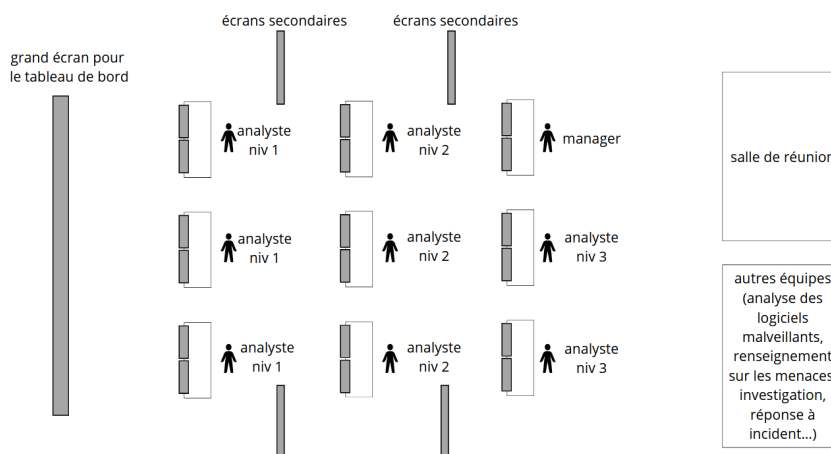 écrans secondaires
écrans secondaires
grand écran pour
le tableau de bord
analyste
niv 1
analyste
niv 2
manager
salle de réunion
analyste
niv 1
analyste
niv 2
analyste
niv 3
autres équipes
(analyse des
logiciels
malveillants,
renseignement
sur les menaces,
investigation,
réponse à
incident...)
analyste
niv 1
analyste
niv 2
analyste
niv 3